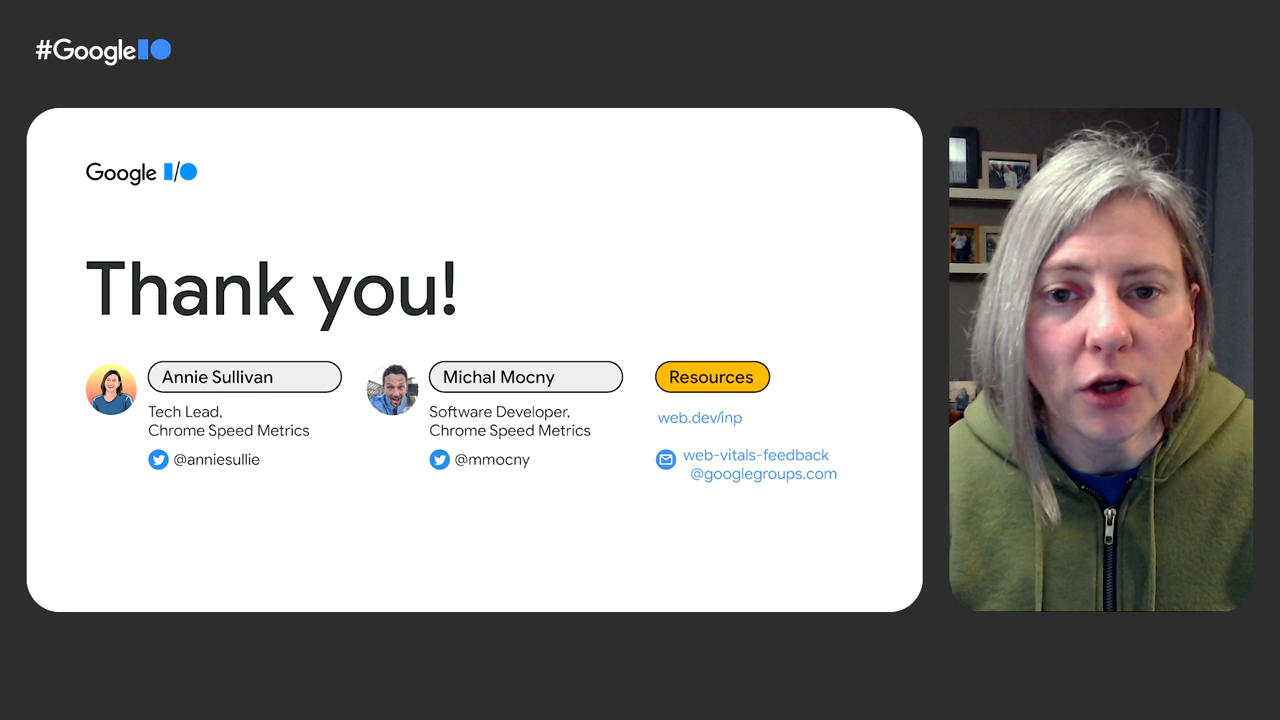 #GoogleIO
Google I/O
Thank you!
Annie Sullivan
Tech Lead,
Chrome Speed Metrics
@anniesullie
Michal Mocny
Software Developer,
Chrome Speed Metrics
@mmocny
Resources
web.dev/inp
web-vitals-feedback
@googlegroups.com